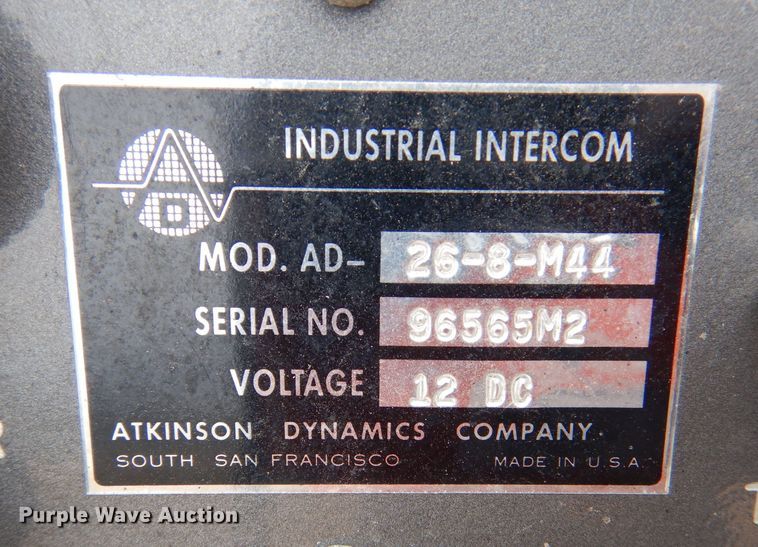 INDUSTRIAL INTERCOM
AD
MOD. AD- 26-8-M44
SERIAL NO. 96565M2
VOLTAGE 12 DC
ATKINSON DYNAMICS COMPANY
SOUTH SAN FRANCISCO MADE IN U.S.A.
R
T
Purple Wave Auction